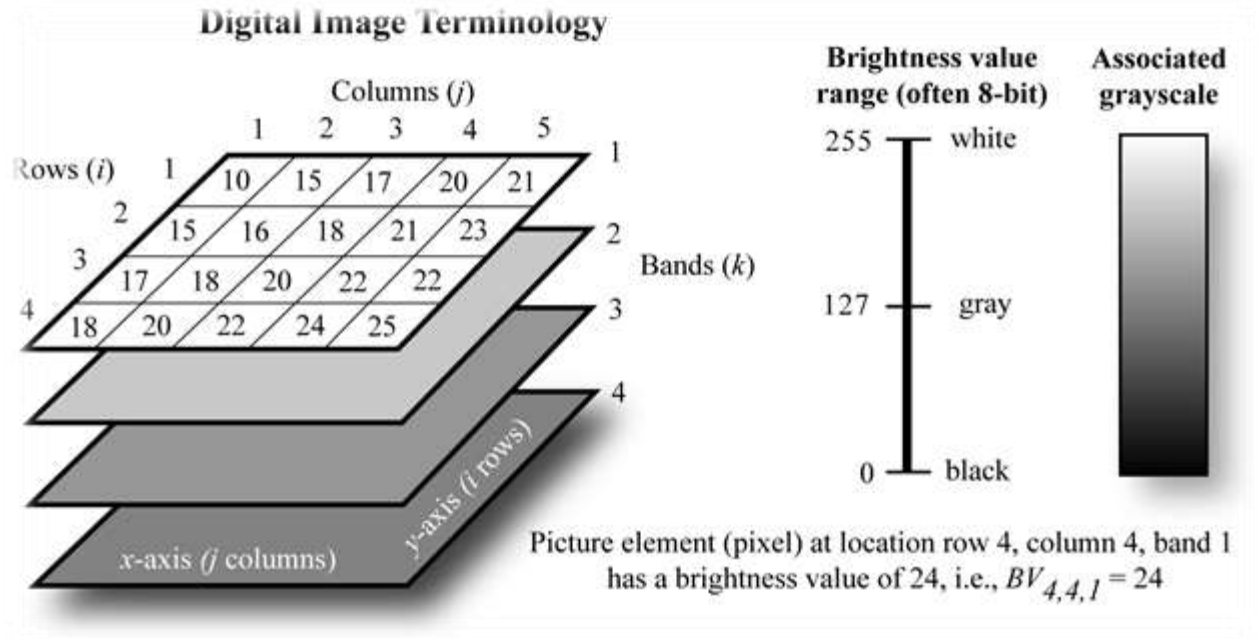 Digital Image Terminology
Columns (j)
1 2 3 4 5
Rows (i)
1 10 15 17 20 21 1
2 15 16 18 21 23 2
3 17 18 20 22 22
4 18 20 22 24 25 3
4
Bands (k)
x-axis (j columns)
y-axis (i rows)
Brightness value
range (often 8-bit)
255 white
127 gray
0 black
Associated
grayscale
Picture element (pixel) at location row 4, column 4, band 1
has a brightness value of 24, i.e., BV4,4,1 = 24